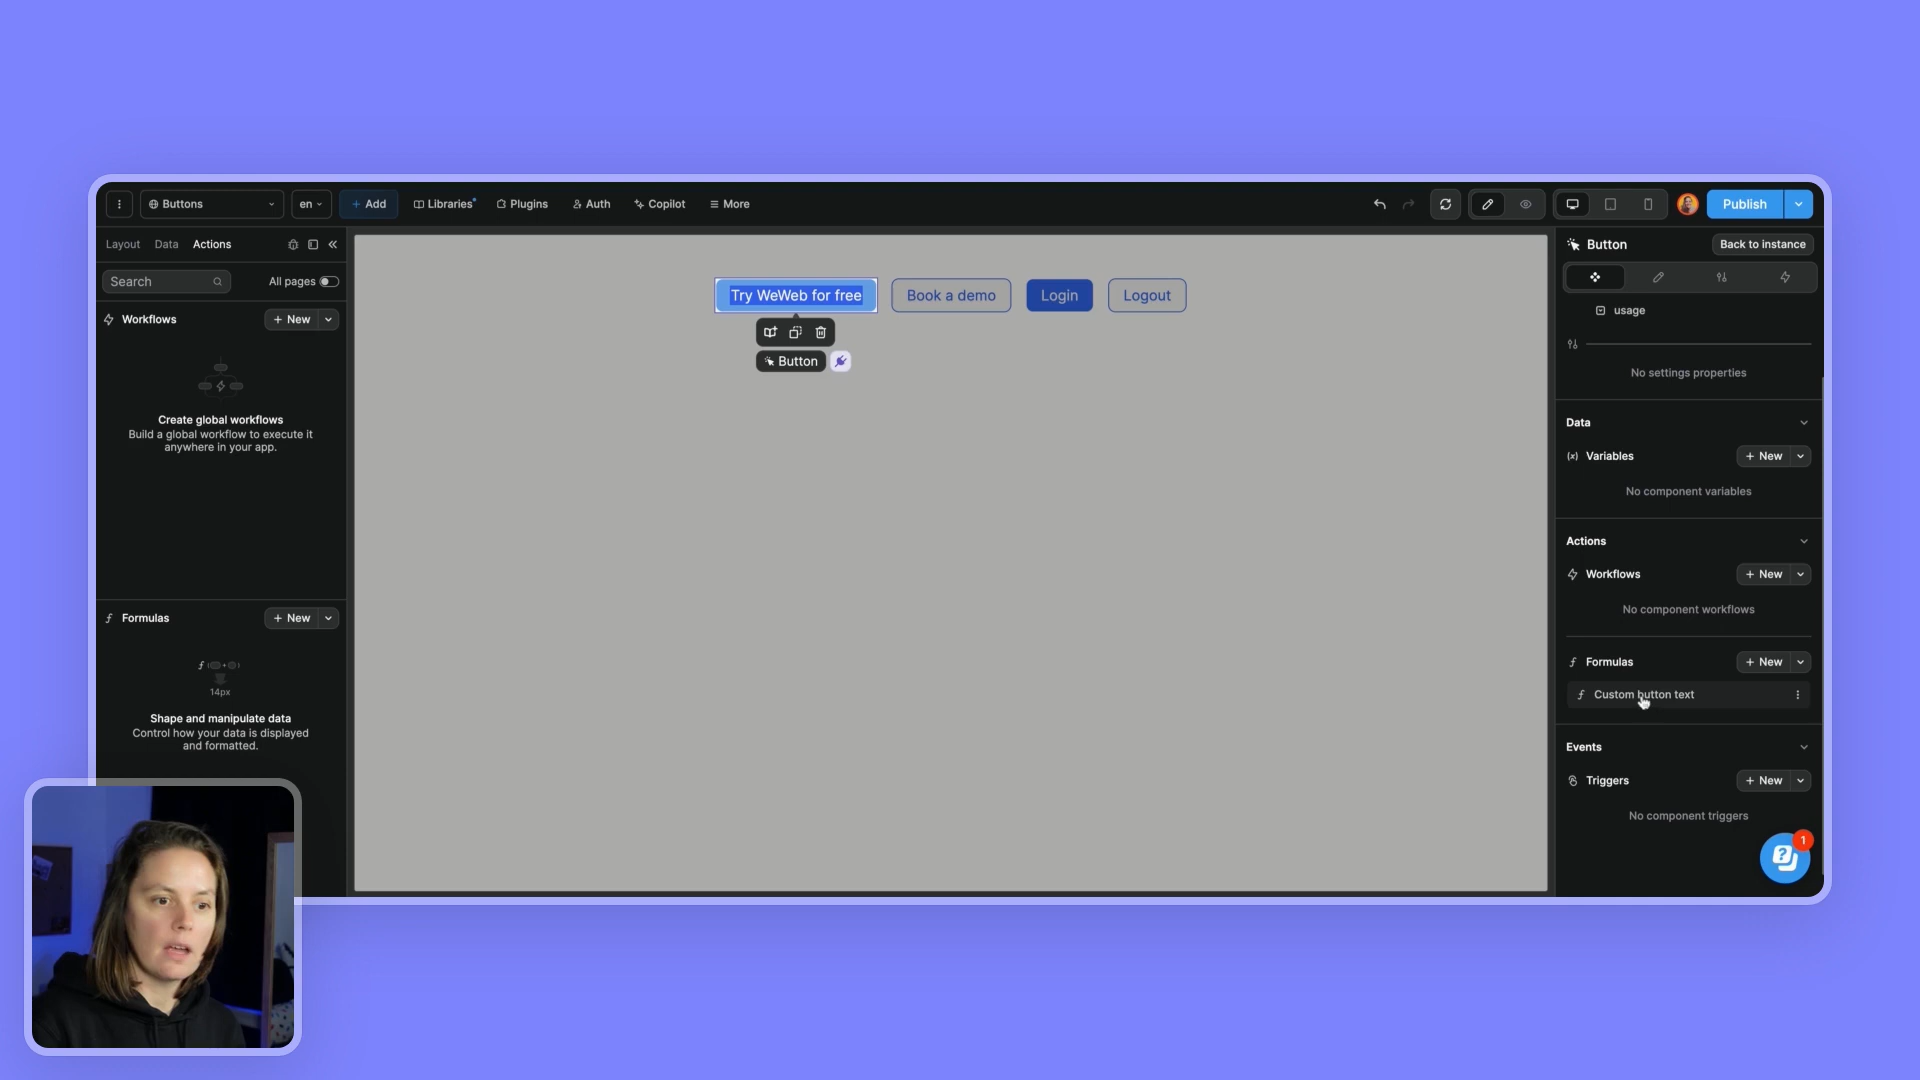 Buttons
en
+ Add
Libraries
Plugins
Auth
Copilot
More
Publish
Layout
Data
Actions
Search
All pages
Workflows
+ New
Create global workflows
Build a global workflow to execute it
anywhere in your app.
Formulas
+ New
14px
Shape and manipulate data
Control how your data is displayed
and formatted.
Try WeWeb for free
Book a demo
Login
Logout
Button
Button
Back to instance
usage
No settings properties
Data
Variables
+ New
No component variables
Actions
Workflows
+ New
No component workflows
Formulas
+ New
Custom button text
Events
Triggers
+ New
No component triggers
1